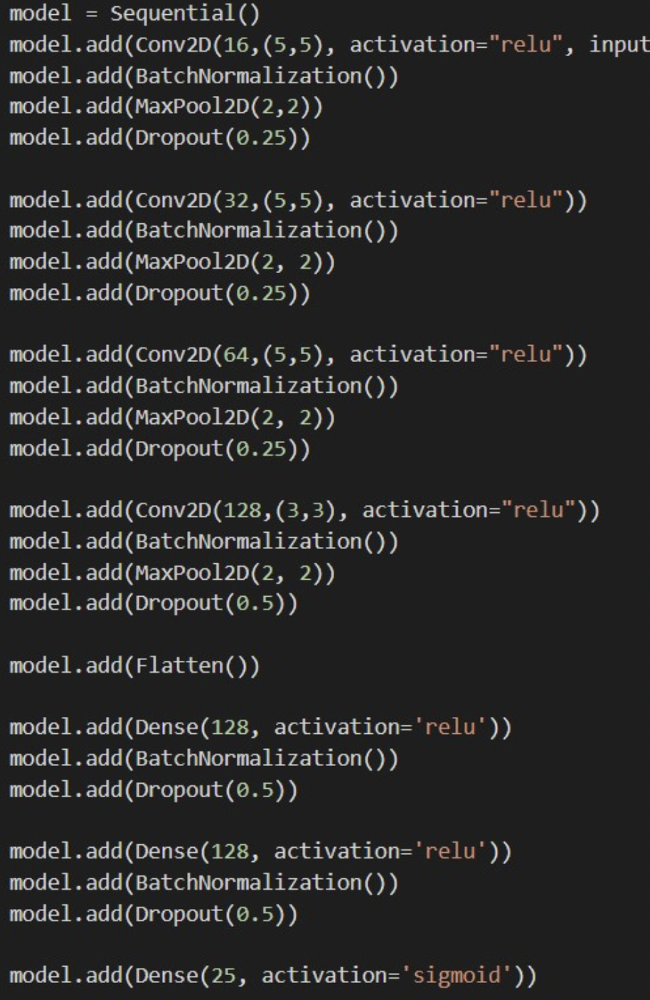 model = Sequential()
model.add(Conv2D(16,(5,5), activation="relu", input
model.add(BatchNormalization())
model.add(MaxPool2D(2,2))
model.add(Dropout(0.25))
model.add(Conv2D(32,(5,5), activation="relu"))
model.add(BatchNormalization())
model.add(MaxPool2D(2, 2))
model.add(Dropout(0.25))
model.add(Conv2D(64,(5,5), activation="relu"))
model.add(BatchNormalization())
model.add(MaxPool2D(2, 2))
model.add(Dropout(0.25))
model.add(Conv2D(128,(3,3), activation="relu"))
model.add(BatchNormalization())
model.add(MaxPool2D(2, 2))
model.add(Dropout(0.5))
model.add(Flatten())
model.add(Dense(128, activation='relu'))
model.add(BatchNormalization())
model.add(Dropout(0.5))
model.add(Dense(128, activation='relu'))
model.add(BatchNormalization())
model.add(Dropout(0.5))
model.add(Dense(25, activation='sigmoid'))